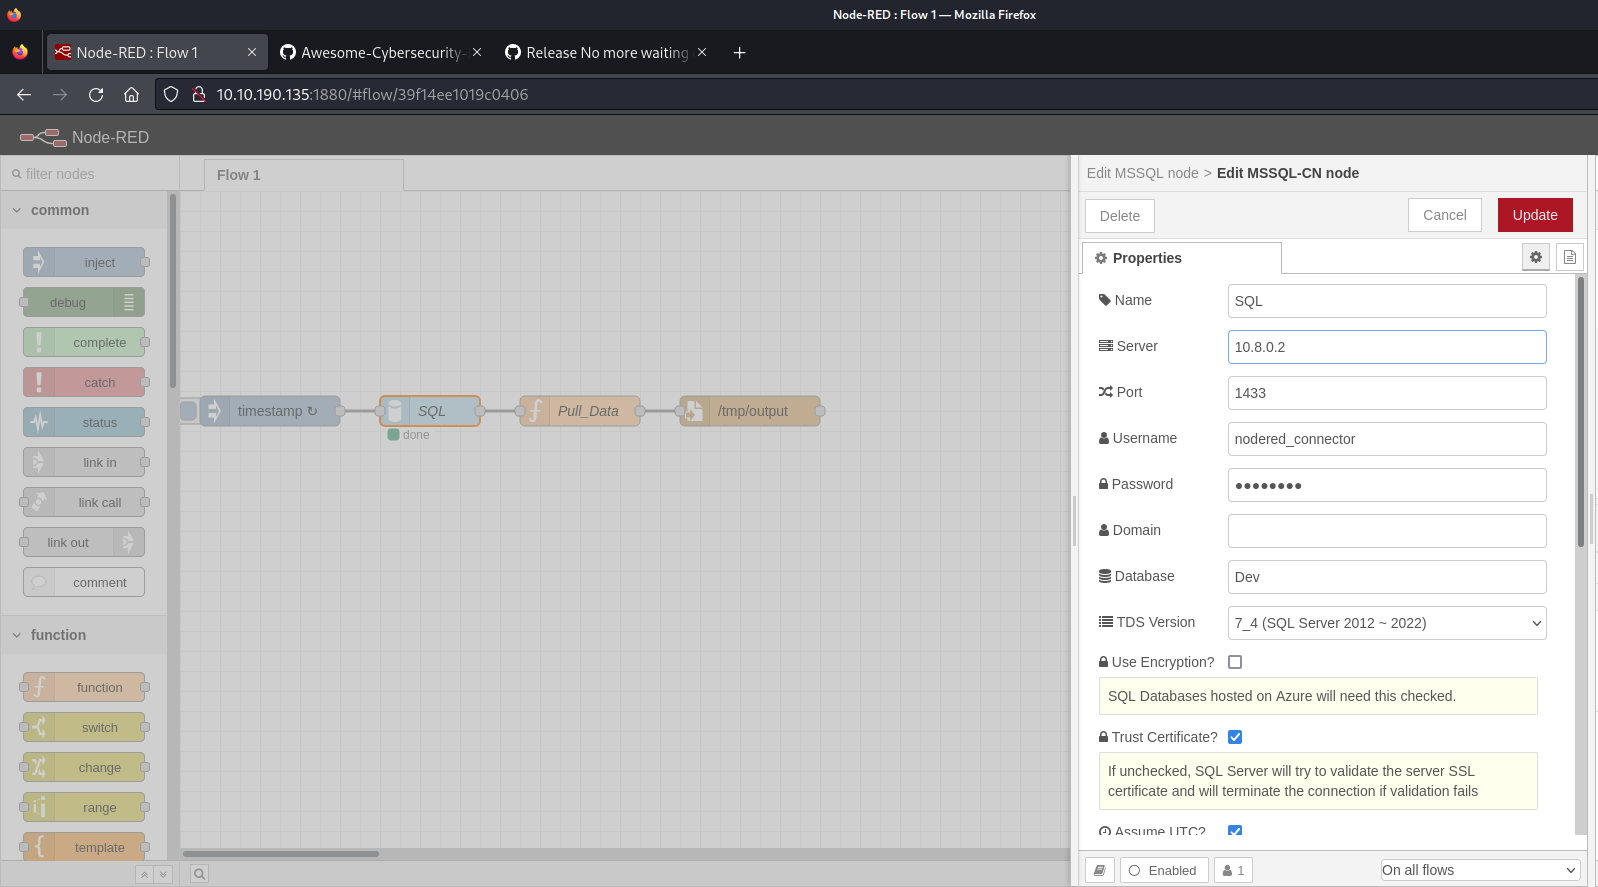 Node-RED : Flow 1 — Mozilla Firefox
Node-RED : Flow 1
Awesome-Cybersecurity-
Release No more waiting
10.10.190.135:1880/#flow/39f14ee1019c0406
Node-RED
filter nodes
common
inject
debug
complete
catch
status
link in
link call
link out
comment
function
function
switch
change
range
template
Flow 1
timestamp ↻
SQL
done
Pull_Data
/tmp/output
Edit MSSQL node > Edit MSSQL-CN node
Delete
Cancel
Update
Properties
Name
SQL
Server
10.8.0.2
Port
1433
Username
nodered_connector
Password
●●●●●●●●
Domain
Database
Dev
TDS Version
7_4 (SQL Server 2012 ~ 2022)
Use Encryption?
SQL Databases hosted on Azure will need this checked.
Trust Certificate?
If unchecked, SQL Server will try to validate the server SSL
certificate and will terminate the connection if validation fails
Assume UTC?
Enabled
1
On all flows